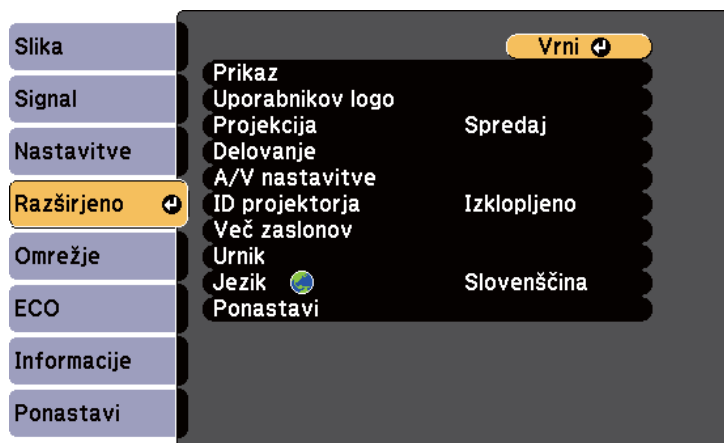 Slika
Signal
Nastavitve
Razširjeno
Omrežje
ECO
Informacije
Ponastavi
Vrni
Prikaz
Uporabnikov logo
Projekcija Spredaj
Delovanje
A/V nastavitve
ID projektorja Izklopljeno
Več zaslonov
Urnik
Jezik Slovenščina
Ponastavi